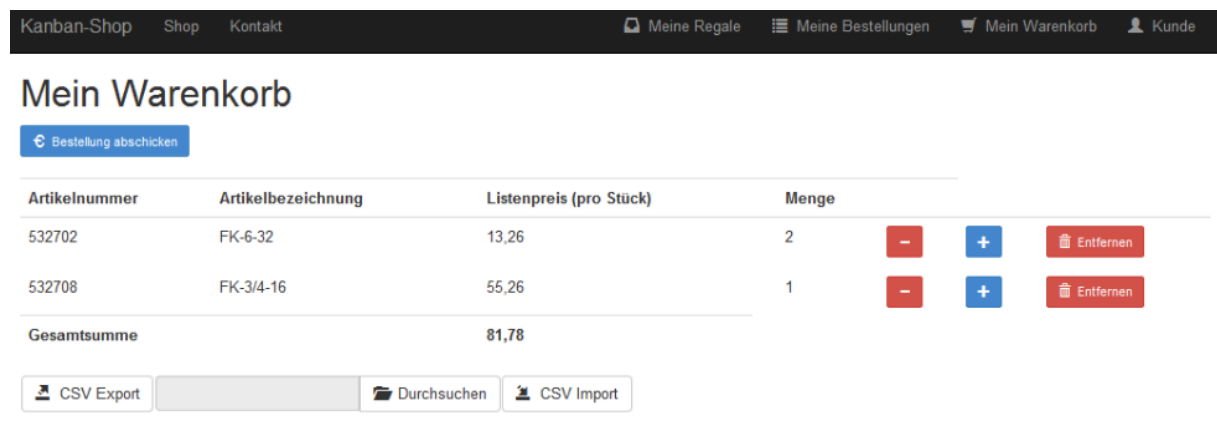 Kanban-Shop Shop Kontakt Meine Regale Meine Bestellungen Mein Warenkorb Kunde
Mein Warenkorb
€ Bestellung abschicken
Artikelnummer Artikelbezeichnung Listenpreis (pro Stück) Menge
532702 FK-6-32 13,26 2 - + Entfernen
532708 FK-3/4-16 55,26 1 - + Entfernen
Gesamtsumme 81,78
CSV Export Durchsuchen CSV Import